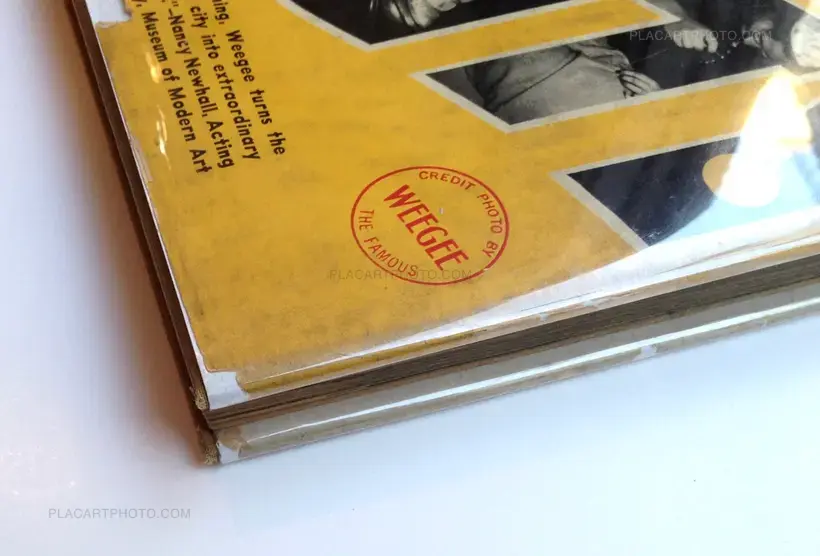 ning, Weegee turns the
city into extraordinary
"—Nancy Newhall, Acting
Museum of Modern Art
CREDIT PHOTO BY
WEEGEE
THE FAMOUS
PLACARTPHOTO.COM
PLACARTPHOTO.COM
PLACARTPHOTO.COM